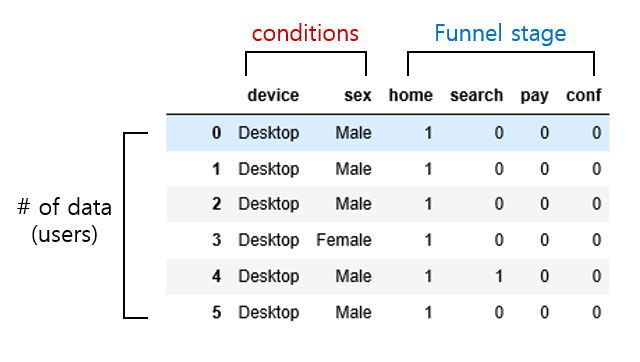 conditions Funnel stage
device sex home search pay conf
0 Desktop Male 1 0 0 0
1 Desktop Male 1 0 0 0
2 Desktop Male 1 0 0 0
3 Desktop Female 1 0 0 0
4 Desktop Male 1 1 0 0
5 Desktop Male 1 0 0 0
# of data
(users)